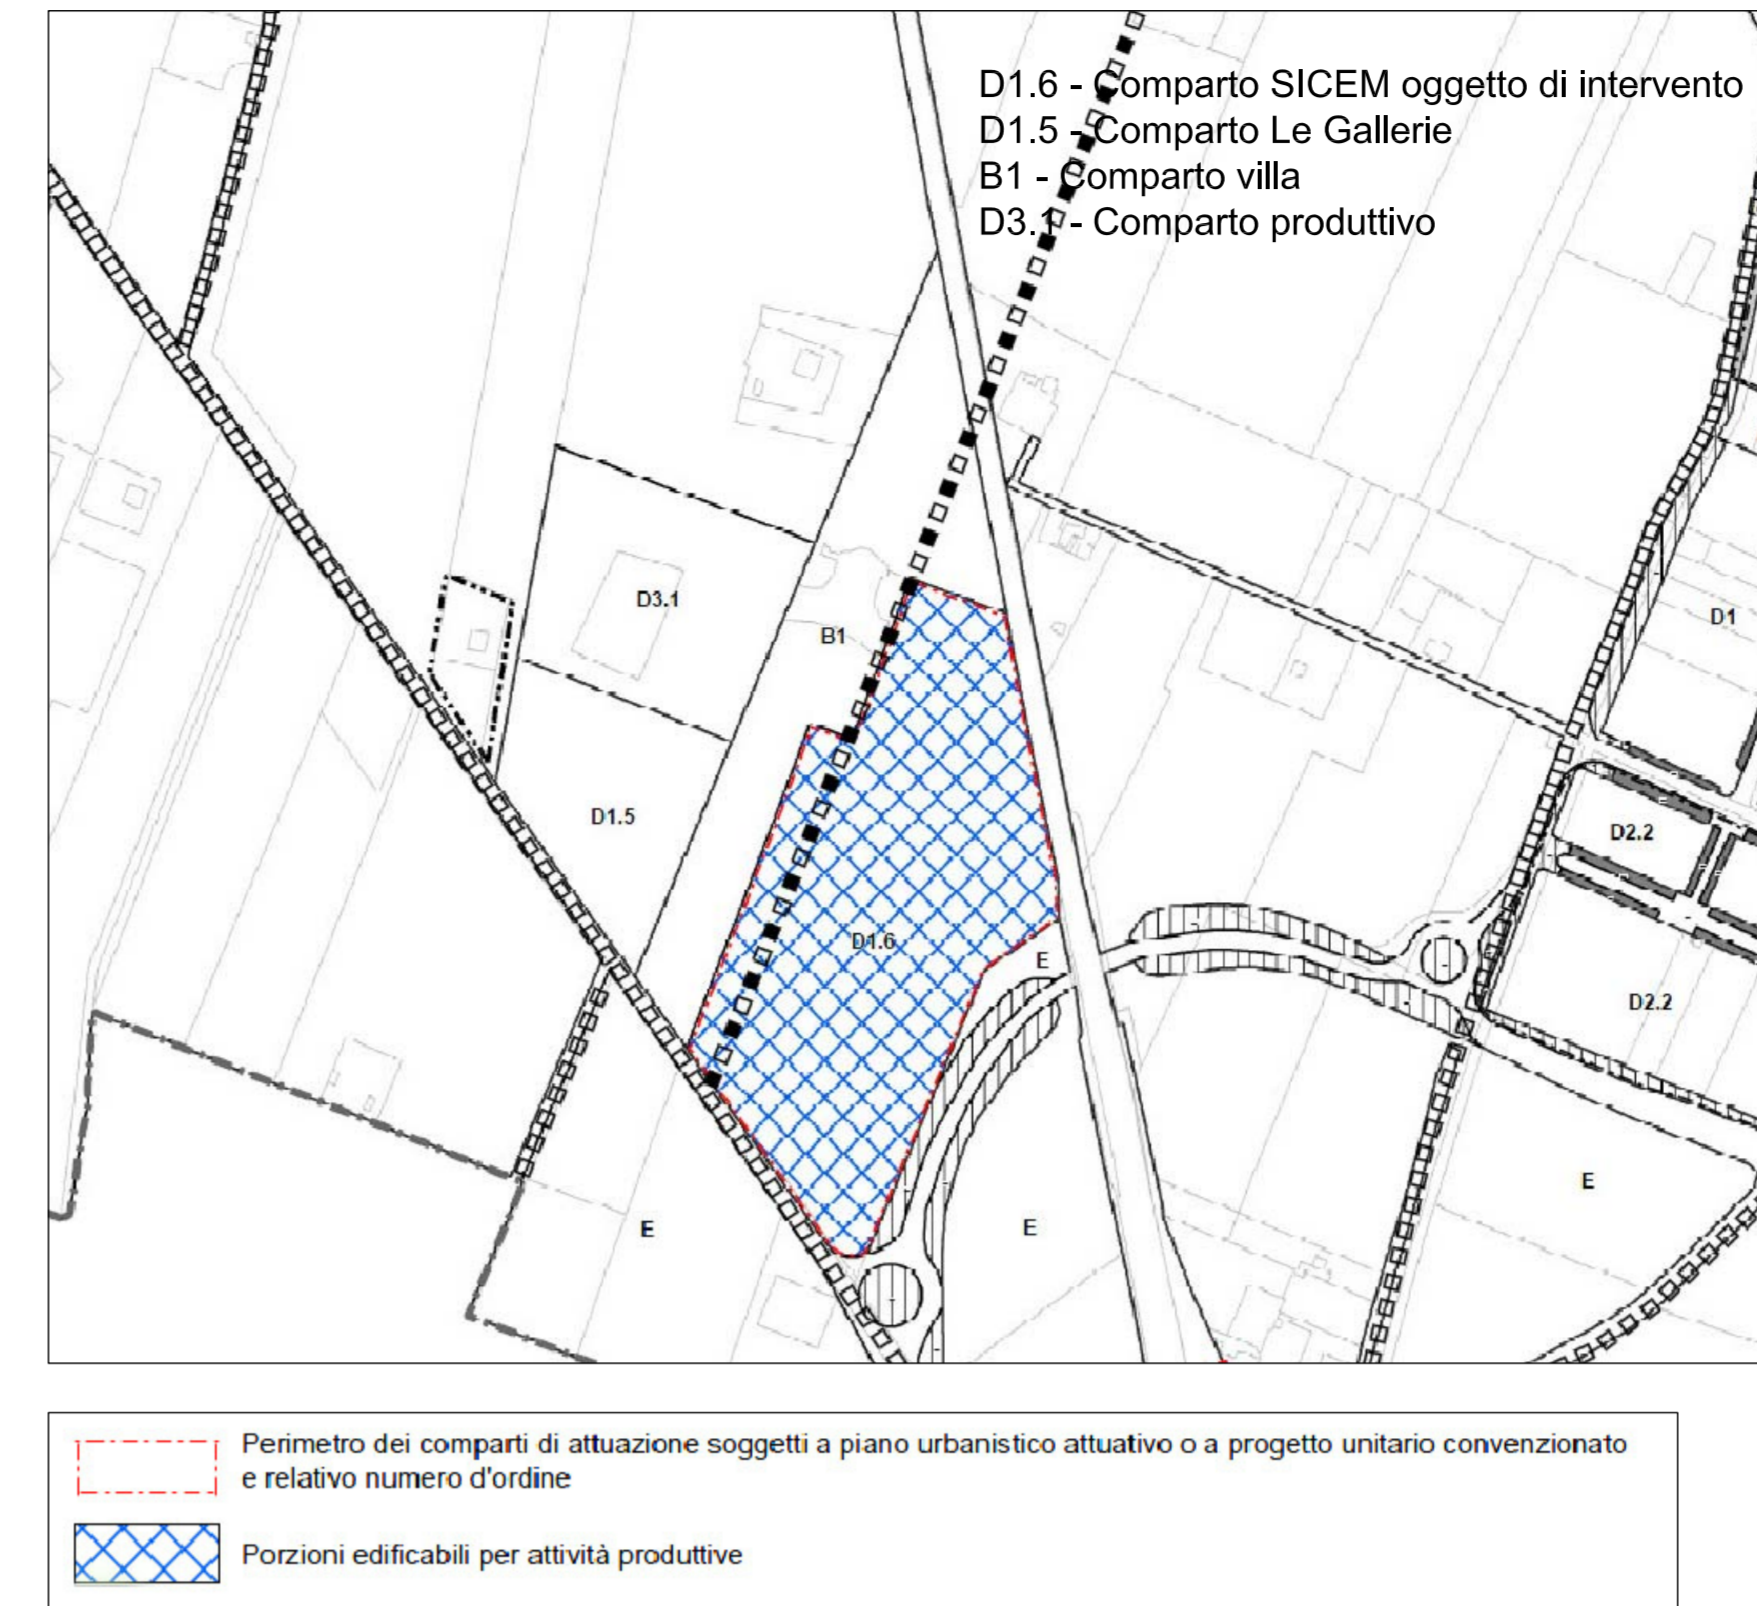 D1.6 - Comparto SICEM oggetto di intervento
D1.5 - Comparto Le Gallerie
B1 - Comparto villa
D3.1 - Comparto produttivo
D3.1
D1
B1
D1.5
D2.2
D1.6
E
D2.2
E
E
E
Perimetro dei comparti di attuazione soggetti a piano urbanistico attuativo o a progetto unitario convenzionato
e relativo numero d'ordine
Porzioni edificabili per attività produttive